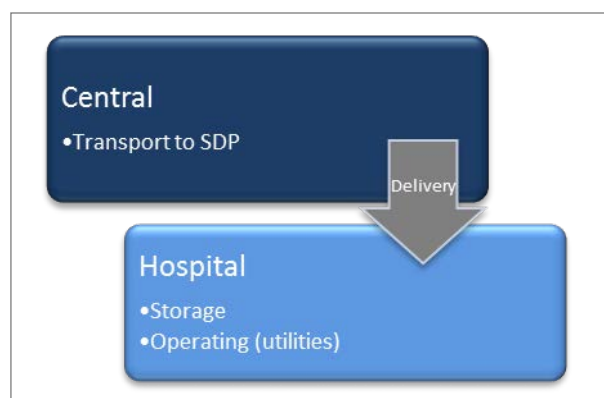 Central
•Transport to SDP
Delivery
Hospital
•Storage
•Operating (utilities)